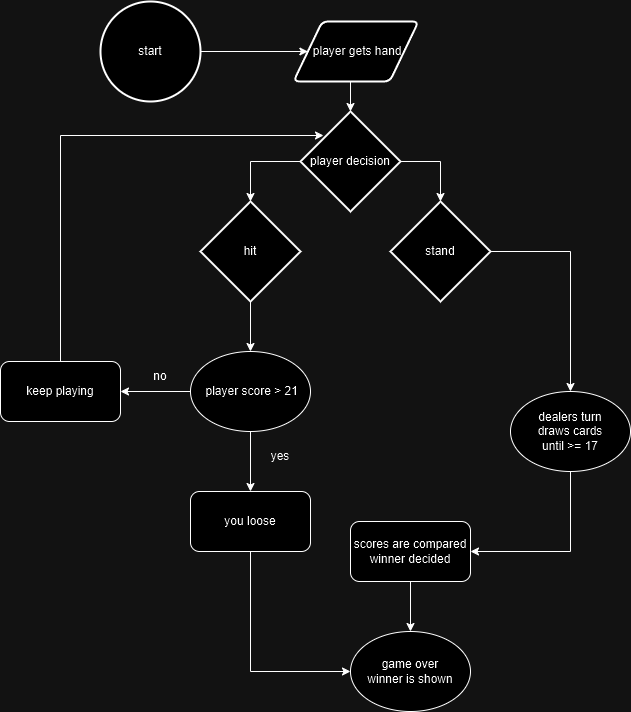 start
player gets hand
player decision
hit
stand
player score > 21
no
keep playing
yes
dealers turn
draws cards
until >= 17
you loose
scores are compared
winner decided
game over
winner is shown